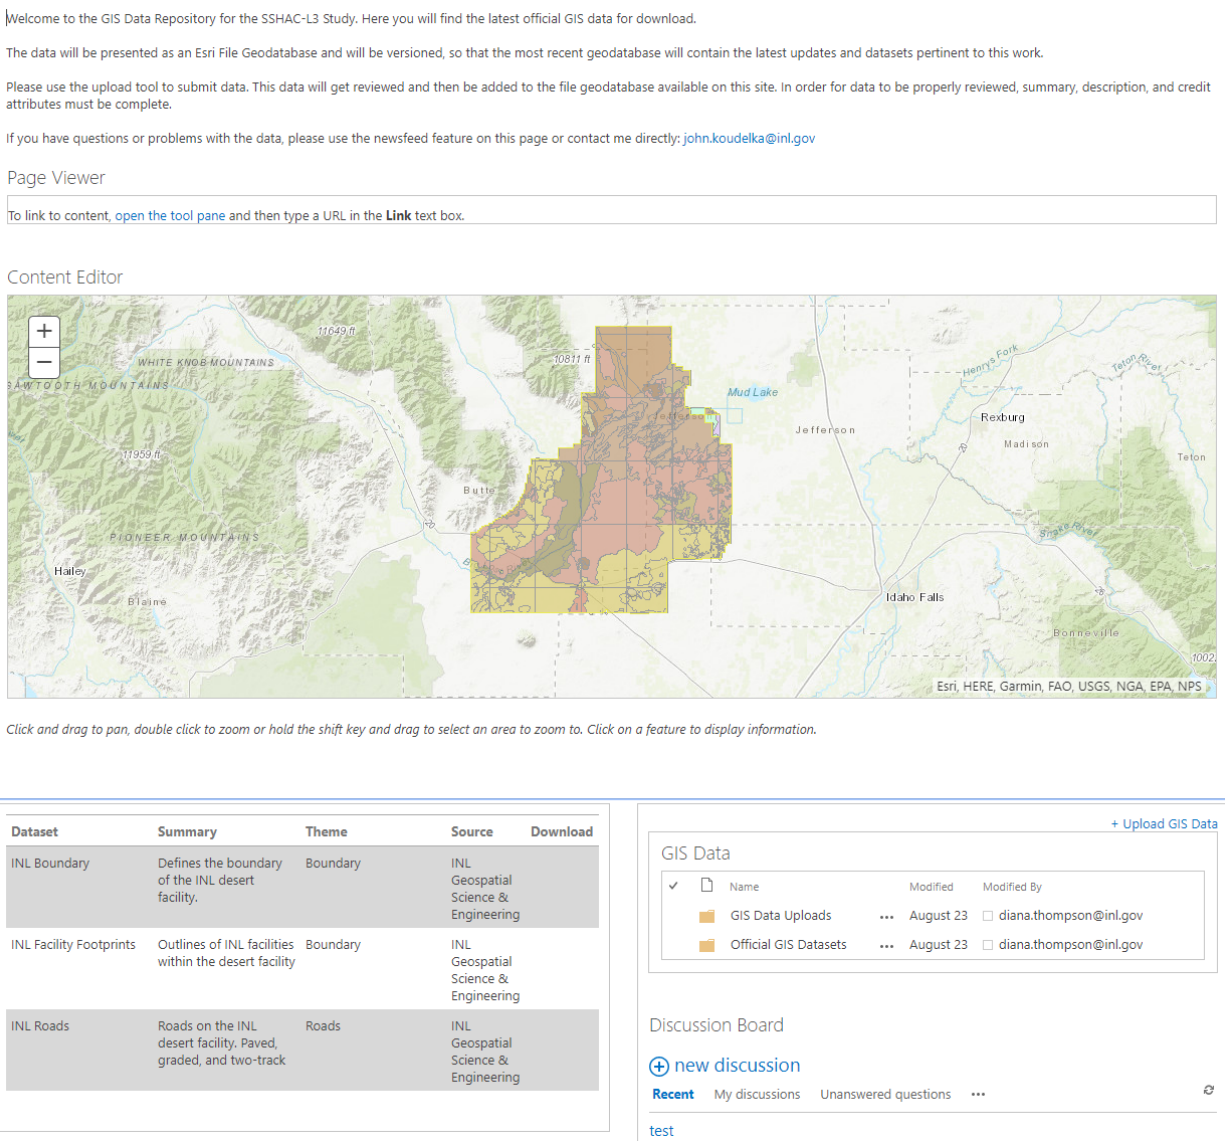 Welcome to the GIS Data Repository for the SSHAC-L3 Study. Here you will find the latest official GIS data for download.
The data will be presented as an Esri File Geodatabase and will be versioned, so that the most recent geodatabase will contain the latest updates and datasets pertinent to this work.
Please use the upload tool to submit data. This data will get reviewed and then be added to the file geodatabase available on this site. In order for data to be properly reviewed, summary, description, and credit
attributes must be complete.
If you have questions or problems with the data, please use the newsfeed feature on this page or contact me directly: john.koudelka@inl.gov
Page Viewer
To link to content, open the tool pane and then type a URL in the Link text box.
Content Editor
+
−
11649 ft
WHITE KNOB MOUNTAINS
SAWTOOTH MOUNTAINS
10811 ft
Mud Lake
Henrys Fork
Teton River
Jefferson
Rexburg
Jefferson
Madison
11959 ft
Teton
Butte
PIONEER MOUNTAINS
Snake River
20
Hailey
Blaine
Idaho Falls
Bonneville
1002
Esri, HERE, Garmin, FAO, USGS, NGA, EPA, NPS
Click and drag to pan, double click to zoom or hold the shift key and drag to select an area to zoom to. Click on a feature to display information.
Dataset Summary Theme Source Download
INL Boundary Defines the boundary Boundary INL
of the INL desert Geospatial
facility. Science &
Engineering
INL Facility Footprints Outlines of INL facilities Boundary INL
within the desert facility Geospatial
Science &
Engineering
INL Roads Roads on the INL Roads INL
desert facility. Paved, Geospatial
graded, and two-track Science &
Engineering
+ Upload GIS Data
GIS Data
Name Modified Modified By
GIS Data Uploads ... August 23 diana.thompson@inl.gov
Official GIS Datasets ... August 23 diana.thompson@inl.gov
Discussion Board
new discussion
Recent My discussions Unanswered questions ...
test